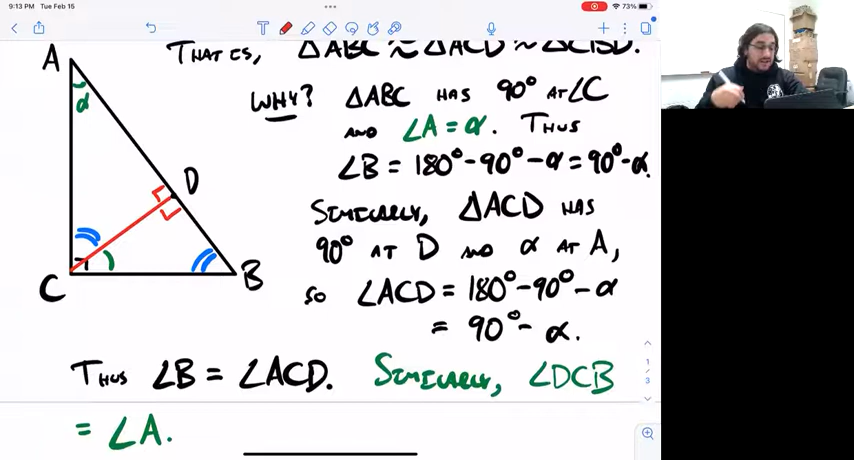 9:13 PM Tue Feb 15
73%
THAT IS, △ABC ≈ △ACD ≈ △CBD.
A
α
WHY? △ABC HAS 90° AT ∠C
AND ∠A = α. THUS
∠B = 180° - 90° - α = 90° - α.
D
SIMILARLY, △ACD HAS
90° AT D AND α AT A,
C
B
SO ∠ACD = 180° - 90° - α
= 90° - α.
THUS ∠B = ∠ACD. SIMILARLY, ∠DCB
= ∠A.
1
3